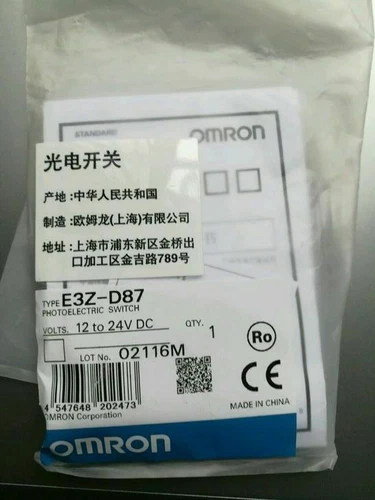 STANDARD
OMRON
光电开关
产地:中华人民共和国
制造:欧姆龙(上海)有限公司
地址:上海市浦东新区金桥出
口加工区金吉路789号
TYPE E3Z-D87
PHOTOELECTRIC SWITCH
VOLTS. 12 to 24V DC
QTY. 1
LOT No. 02116M
Ro
CE
4 547648 202473
OMRON Corporation
MADE IN CHINA
OMRON